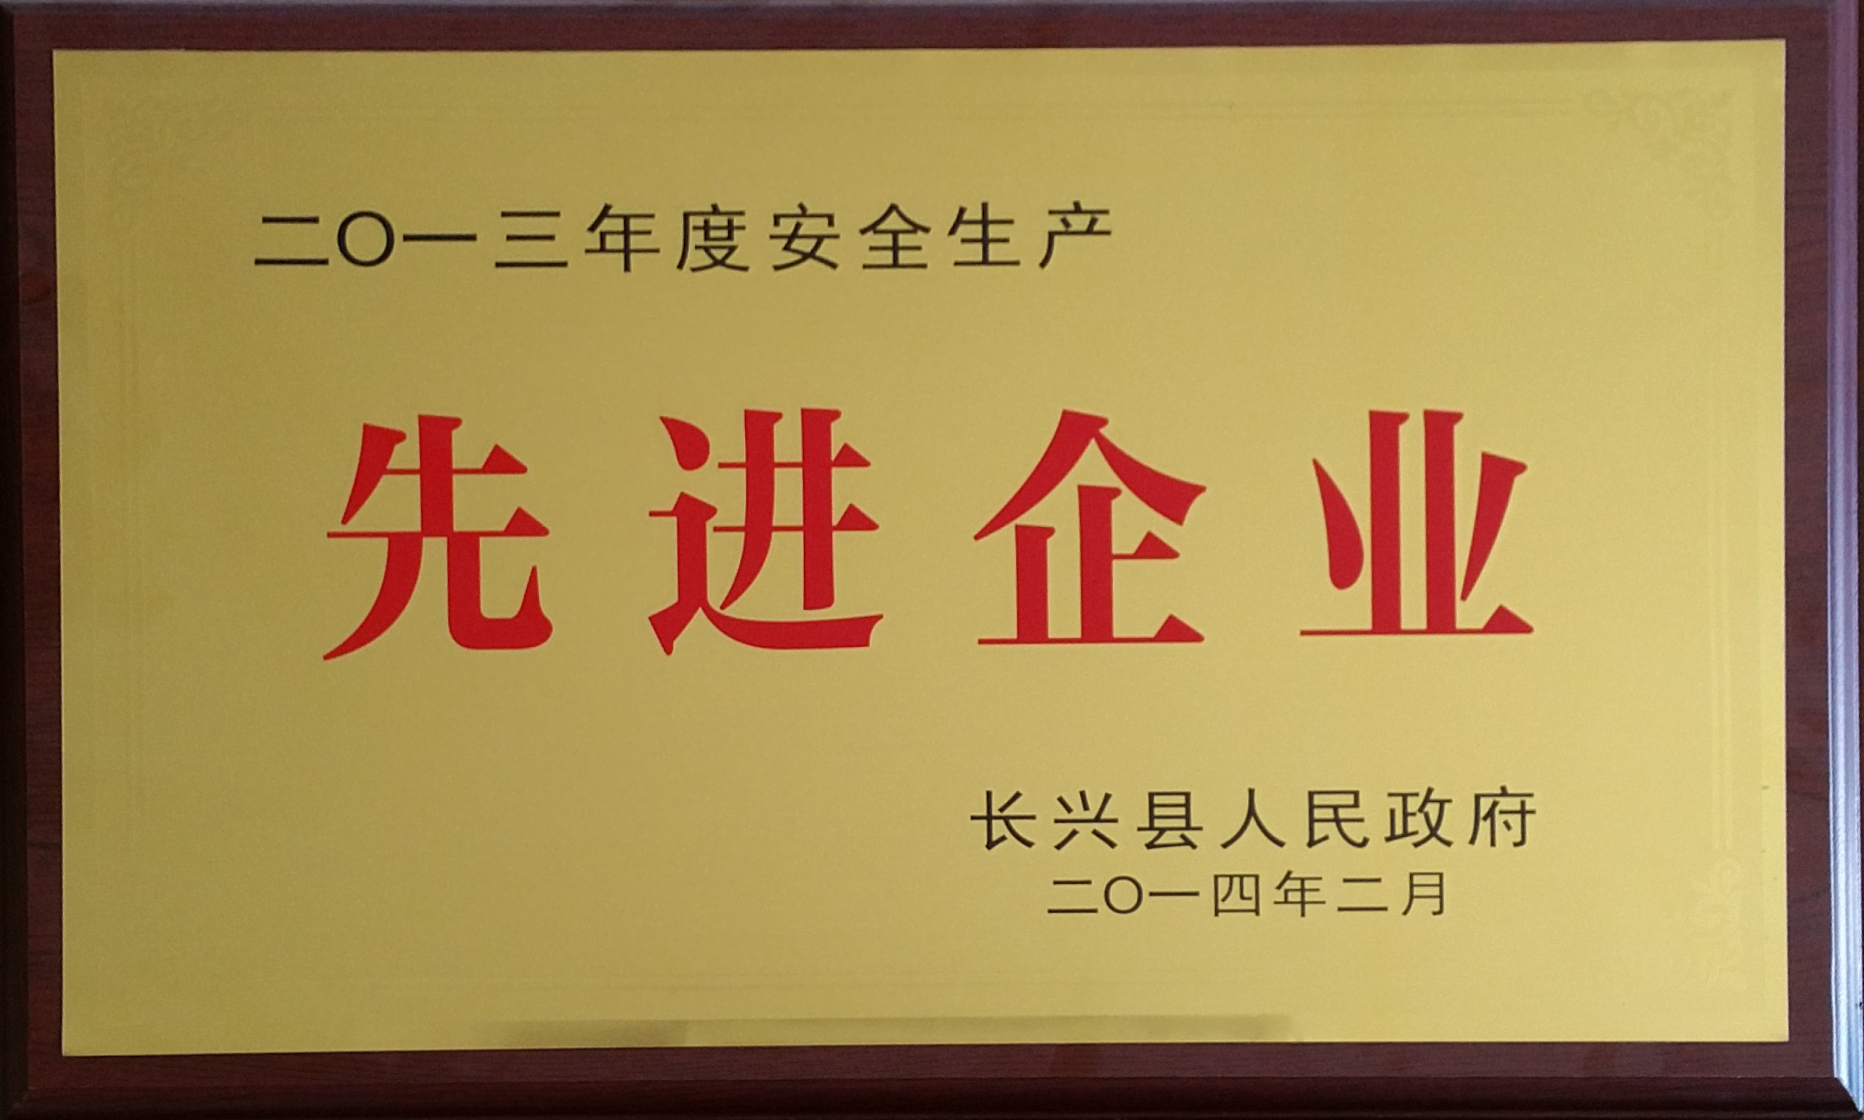 二〇一三年度安全生产
先进企业
长兴县人民政府
二〇一四年二月